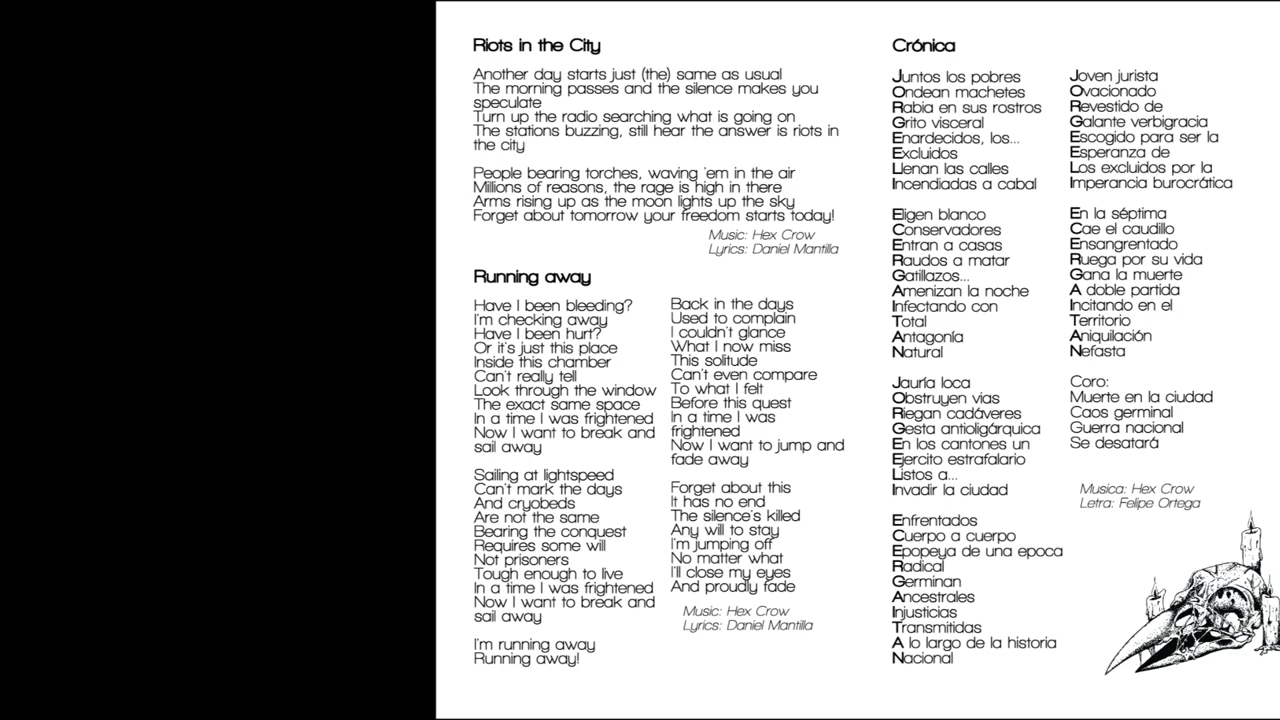 Riots in the City
Another day starts just (the) same as usual
The morning passes and the silence makes you
speculate
Turn up the radio searching what is going on
The stations buzzing, still hear the answer is riots in
the city
People bearing torches, waving 'em in the air
Millions of reasons, the rage is high in there
Arms rising up as the moon lights up the sky
Forget about tomorrow your freedom starts today!
Music: Hex Crow
Lyrics: Daniel Mantilla
Running away
Have I been bleeding?
I'm checking away
Have I been hurt?
Or it's just this place
Inside this chamber
Can't really tell
Look through the window
The exact same space
In a time I was frightened
Now I want to break and
sail away
Sailing at lightspeed
Can't mark the days
And cryobeds
Are not the same
Bearing the conquest
Requires some will
Not prisoners
Tough enough to live
In a time I was frightened
Now I want to break and
sail away
I'm running away
Running away!
Back in the days
Used to complain
I couldn't glance
What I now miss
This solitude
Can't even compare
To what I felt
Before this quest
In a time I was
frightened
Now I want to jump and
fade away
Forget about this
It has no end
The silence's killed
Any will to stay
I'm jumping off
No matter what
I'll close my eyes
And proudly fade
Music: Hex Crow
Lyrics: Daniel Mantilla
Crónica
Juntos los pobres
Ondean machetes
Rabia en sus rostros
Grito visceral
Enardecidos, los...
Excluidos
Llenan las calles
Incendiadas a cabal
Eligen blanco
Conservadores
Entran a casas
Raudos a matar
Gatillazos...
Amenizan la noche
Infectando con
Total
Antagonía
Natural
Jauría loca
Obstruyen vias
Riegan cadáveres
Gesta antioligárquica
En los cantones un
Ejercito estrafalario
Listos a...
Invadir la ciudad
Enfrentados
Cuerpo a cuerpo
Epopeya de una epoca
Radical
Germinan
Ancestrales
Injusticias
Transmitidas
A lo largo de la historia
Nacional
Joven jurista
Ovacionado
Revestido de
Galante verbigracia
Escogido para ser la
Esperanza de
Los excluidos por la
Imperancia burocrática
En la séptima
Cae el caudillo
Ensangrentado
Ruega por su vida
Gana la muerte
A doble partida
Incitando en el
Territorio
Aniquilación
Nefasta
Coro:
Muerte en la ciudad
Caos germinal
Guerra nacional
Se desatará
Musica: Hex Crow
Letra: Felipe Ortega